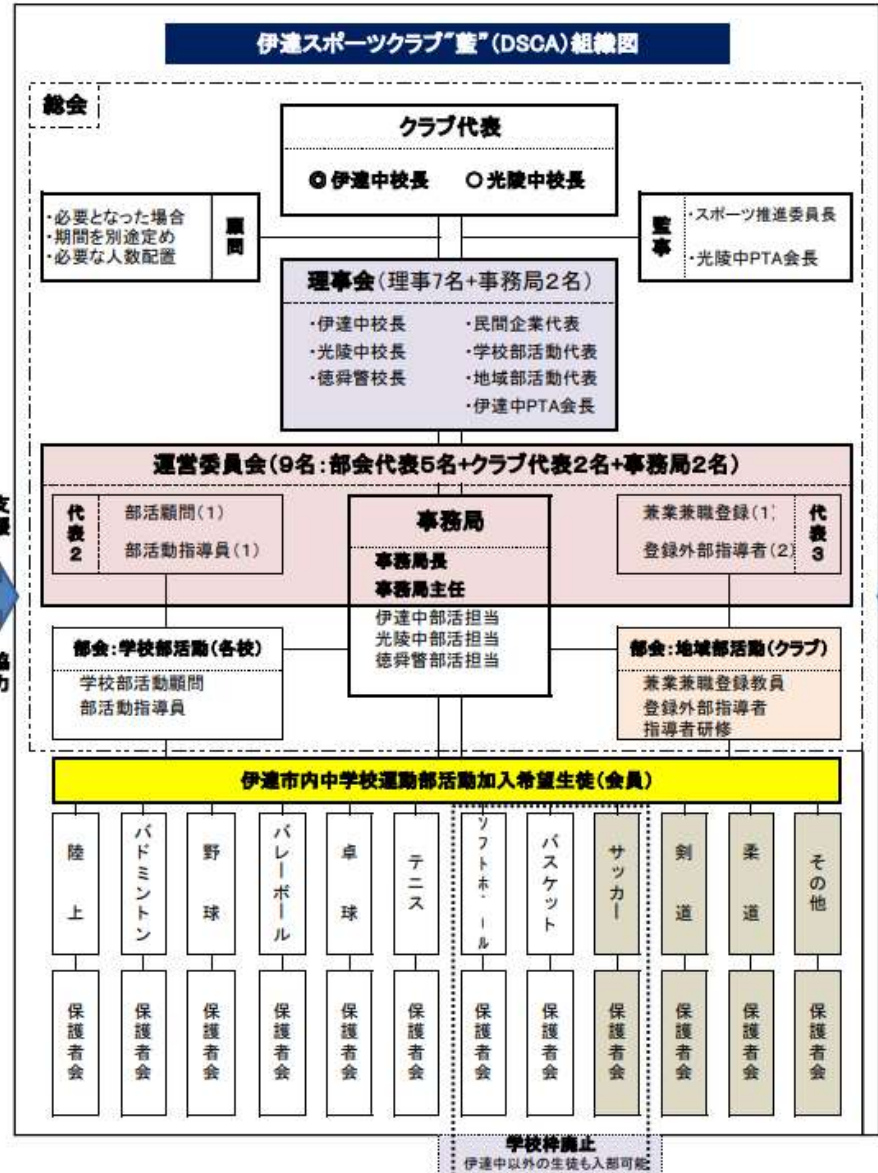 伊達スポーツクラブ"藍"(DSCA)組織図
総会
クラブ代表
◎伊達中校長　○光陵中校長
・必要となった場合
・期間を別途定め
・必要な人数配置
顧問
監事
・スポーツ推進委員長
・光陵中PTA会長
理事会(理事7名+事務局2名)
・伊達中校長　・民間企業代表
・光陵中校長　・学校部活動代表
・徳舜瞥校長　・地域部活動代表
・伊達中PTA会長
運営委員会(9名:部会代表5名+クラブ代表2名+事務局2名)
代表2
部活顧問(1)
部活動指導員(1)
事務局
事務局長
事務局主任
伊達中部活担当
光陵中部活担当
徳舜瞥部活担当
兼業兼職登録(1)
登録外部指導者(2)
代表3
支援
協力
部会:学校部活動(各校)
学校部活動顧問
部活動指導員
部会:地域部活動(クラブ)
兼業兼職登録教員
登録外部指導者
指導者研修
伊達市内中学校運動部活動加入希望生徒(会員)
陸上
バドミントン
野球
バレーボール
卓球
テニス
ソフトボール
バスケット
サッカー
剣道
柔道
その他
保護者会
保護者会
保護者会
保護者会
保護者会
保護者会
保護者会
保護者会
保護者会
保護者会
保護者会
保護者会
学校枠廃止
伊達中以外の生徒も入部可能